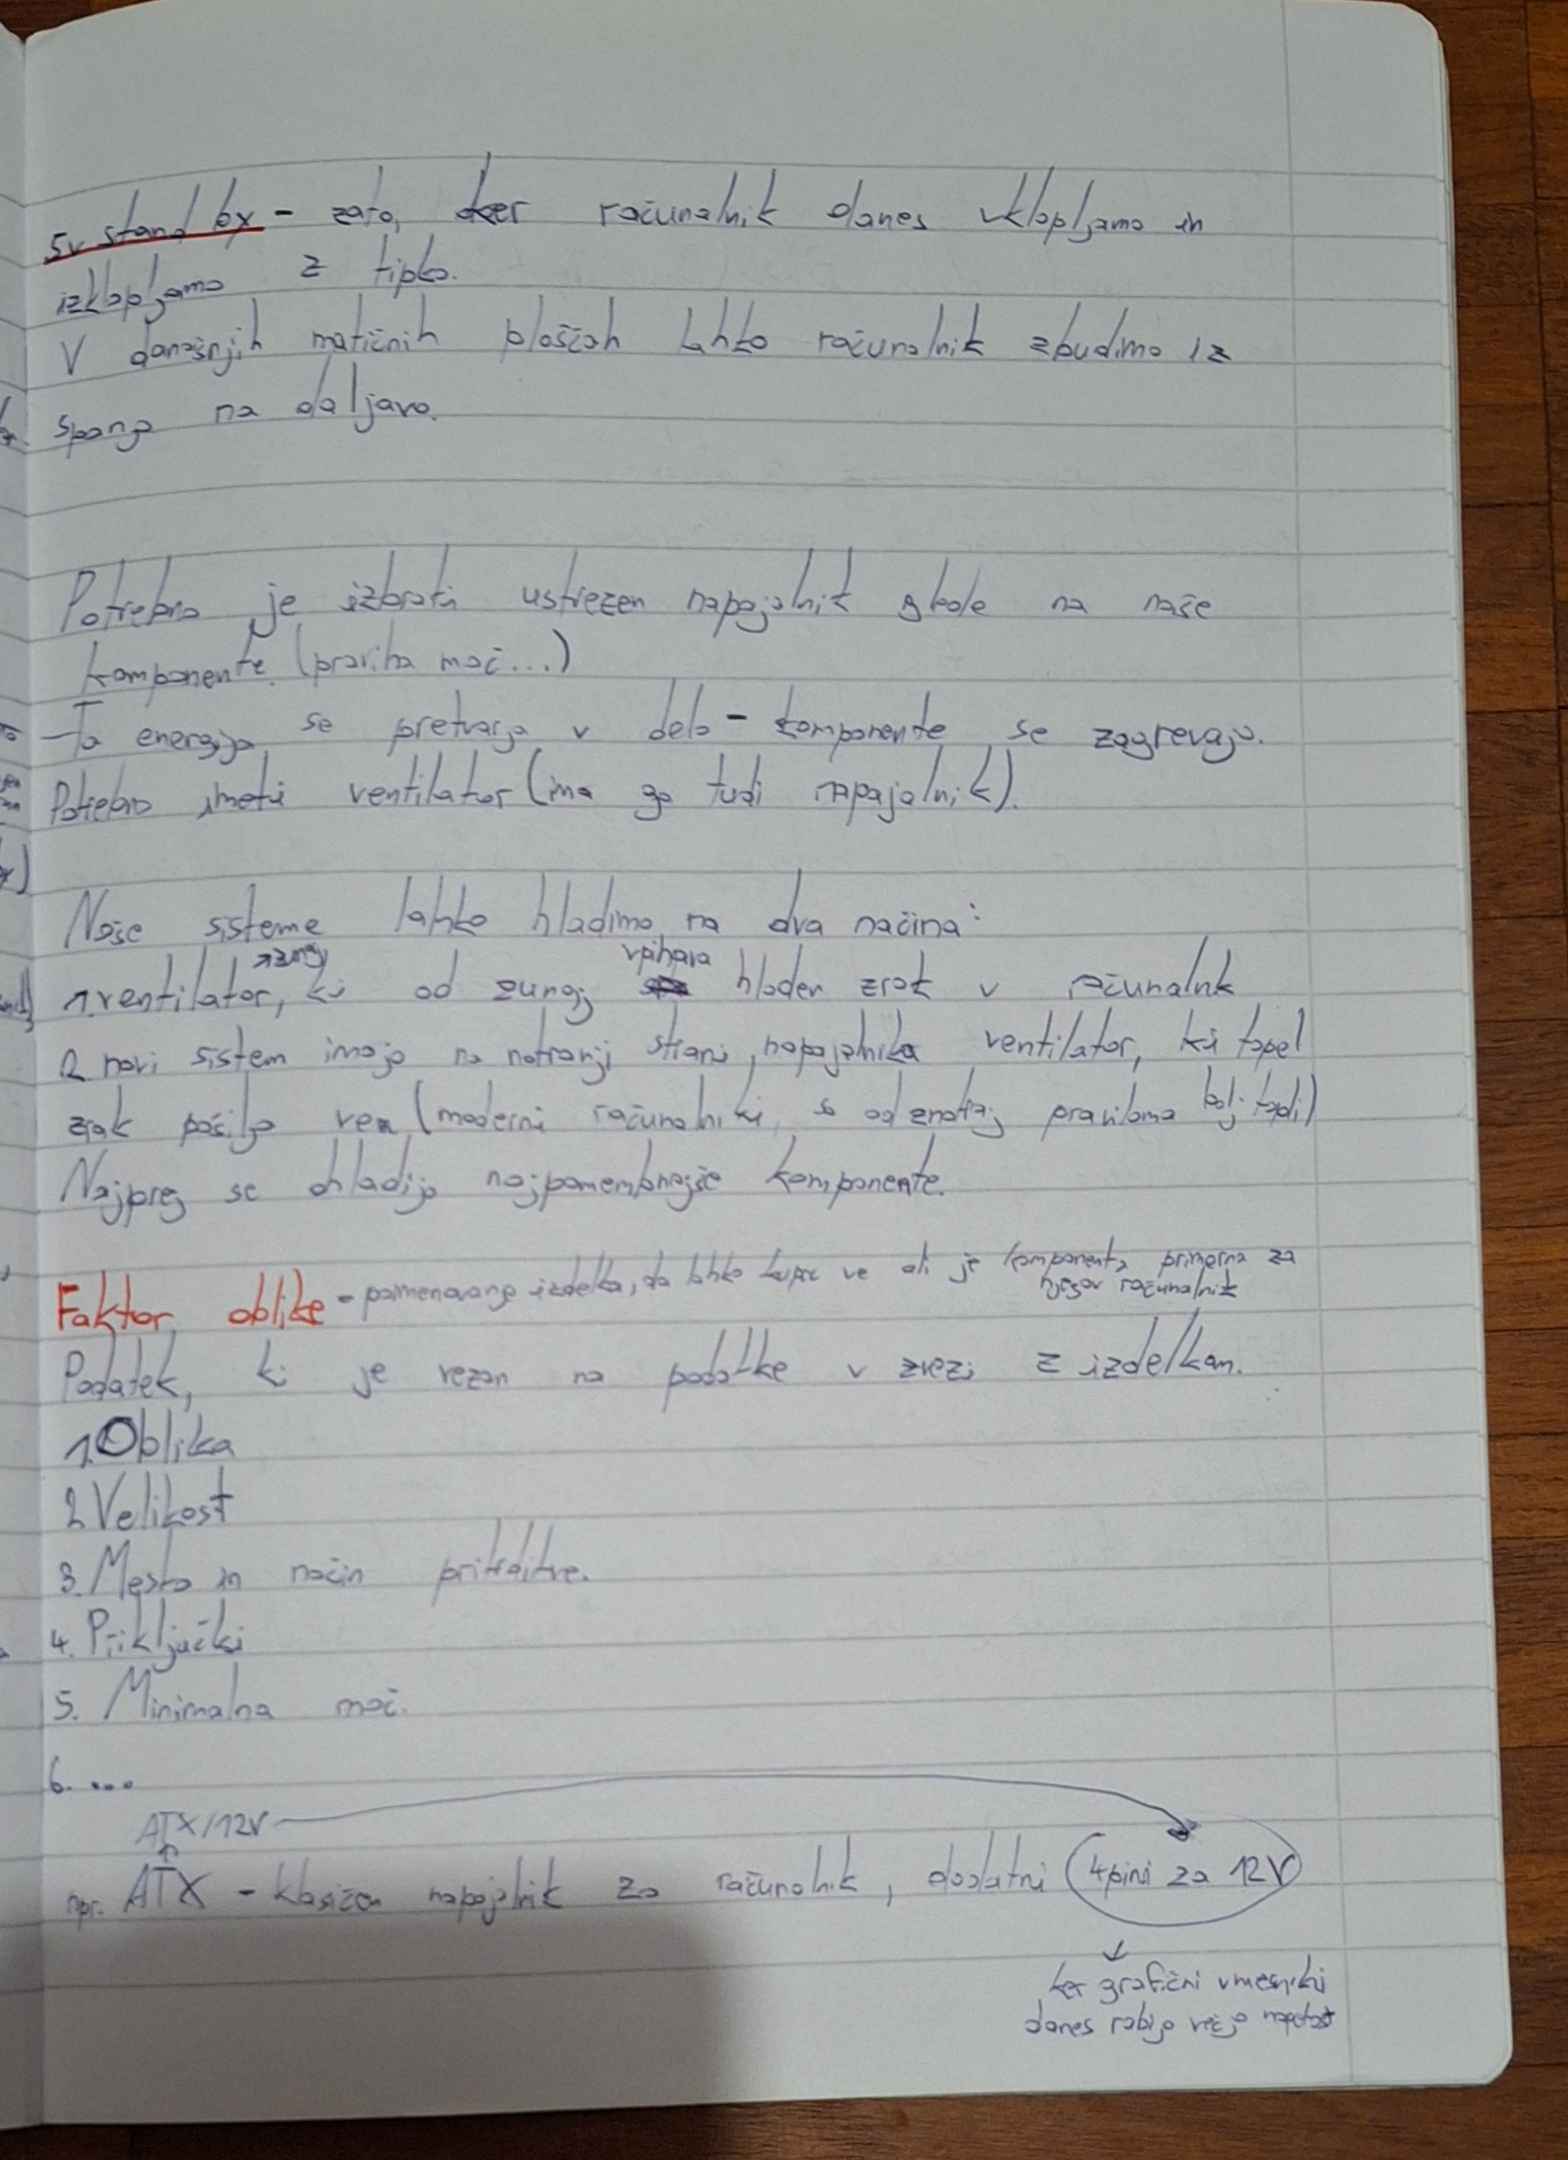 5v stand by - zato, ker računalnik danes vklopljamo in
izklopljamo z tipko.
V današnjih matičnih ploščah lahko računalnik zbudimo iz
spanja na daljavo.
Potrebno je izbrati ustrezen napajalnik glede na naše
komponente (pravilna moč...)
Ta energija se pretvarja v delo - komponente se zagrevajo.
Potrebno imeti ventilator (ima ga tudi napajalnik).
Naše sisteme lahko hladimo na dva načina:
zunaj vpihava
1. ventilator, ki od zunaj hladen zrak v računalnk
2 novi sistem imajo na notranji strani napajalnika ventilator, ki topel
zrak pošilja ven (moderni računalniki so od znotraj praviloma bolj topli)
Najprej se ohladijo najpomembnejše komponente.
Faktor oblike - poimenovanje izdelka, da lahko kupec ve ali je komponenta primerna za
njegov računalnik
Podatek, ki je vezan na podatke v zvezi z izdelkom.
1. Oblika
2 Velikost
3. Mesto in način pritrditve.
4. Priključki
5. Minimalna moč.
6. ...
ATX/12V
npr. ATX - klasičen napajalnik za računalnik, dodatni 4pini za 12V
ker grafični vmesniki
danes rabijo večjo napetost